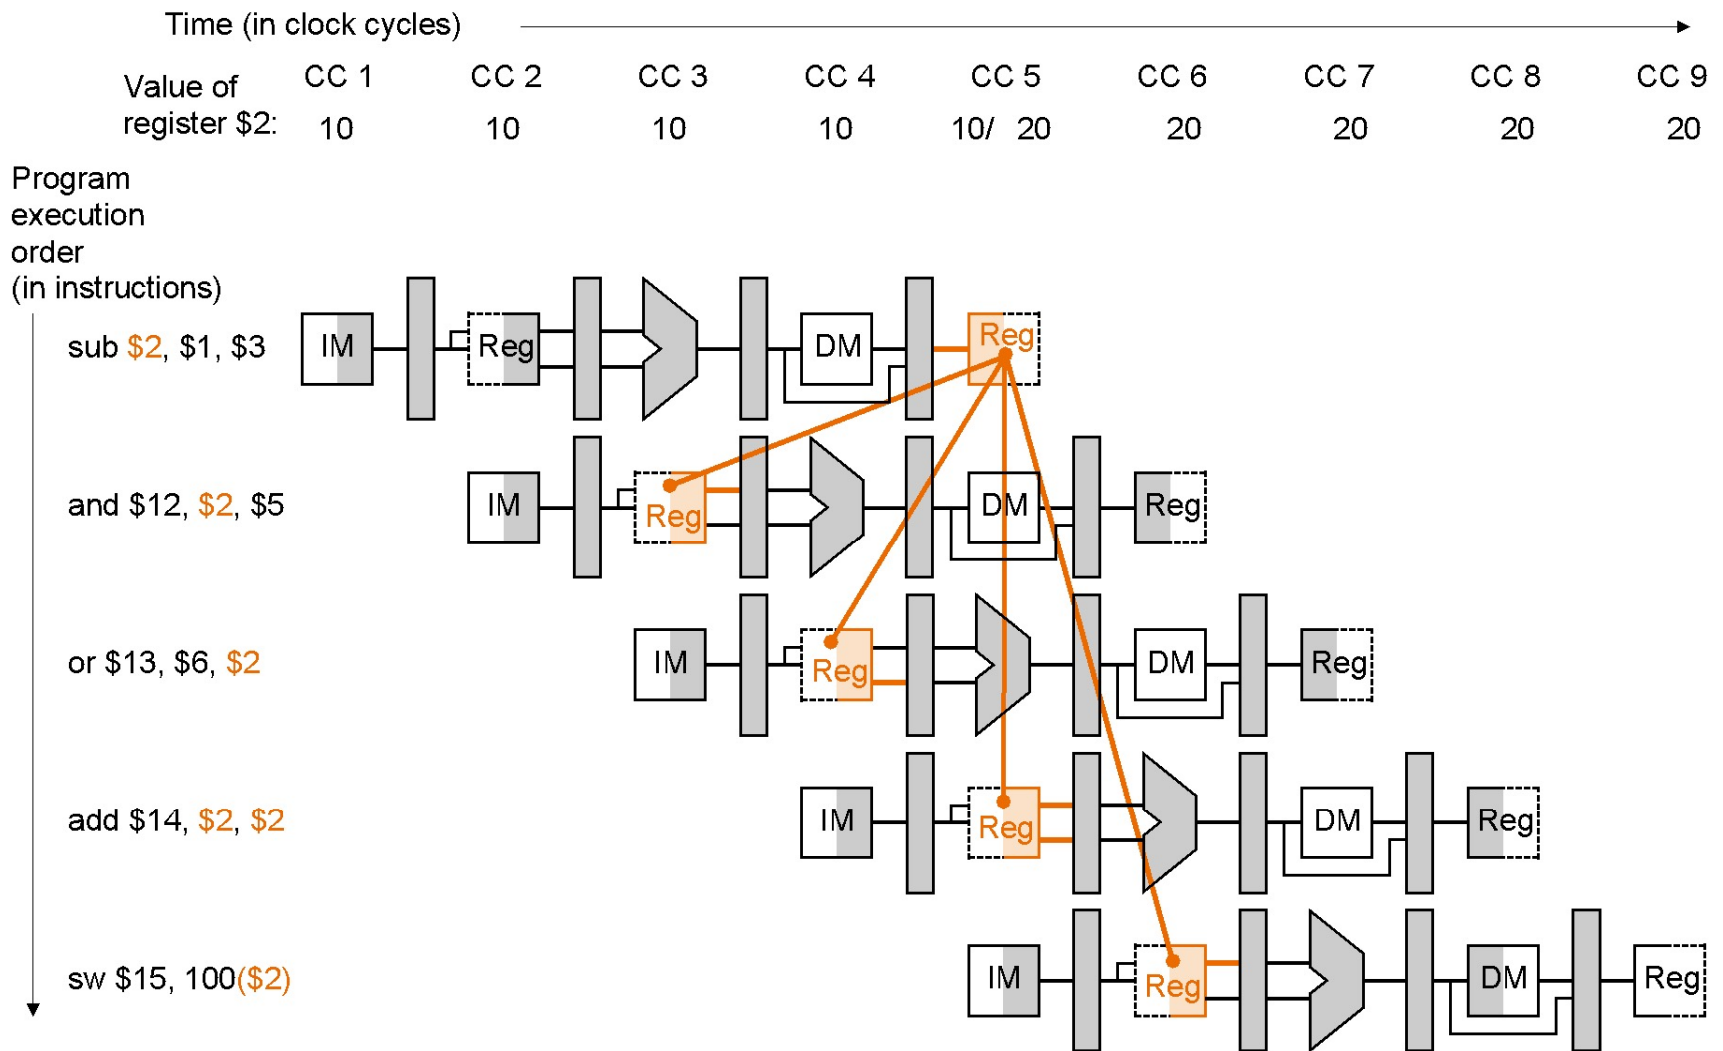 Time (in clock cycles)
CC 1 CC 2 CC 3 CC 4 CC 5 CC 6 CC 7 CC 8 CC 9
Value of
register $2:
10 10 10 10 10/ 20 20 20 20 20
Program
execution
order
(in instructions)
sub $2, $1, $3
IM Reg DM Reg
and $12, $2, $5
IM Reg DM Reg
or $13, $6, $2
IM Reg DM Reg
add $14, $2, $2
IM Reg DM Reg
sw $15, 100($2)
IM Reg DM Reg